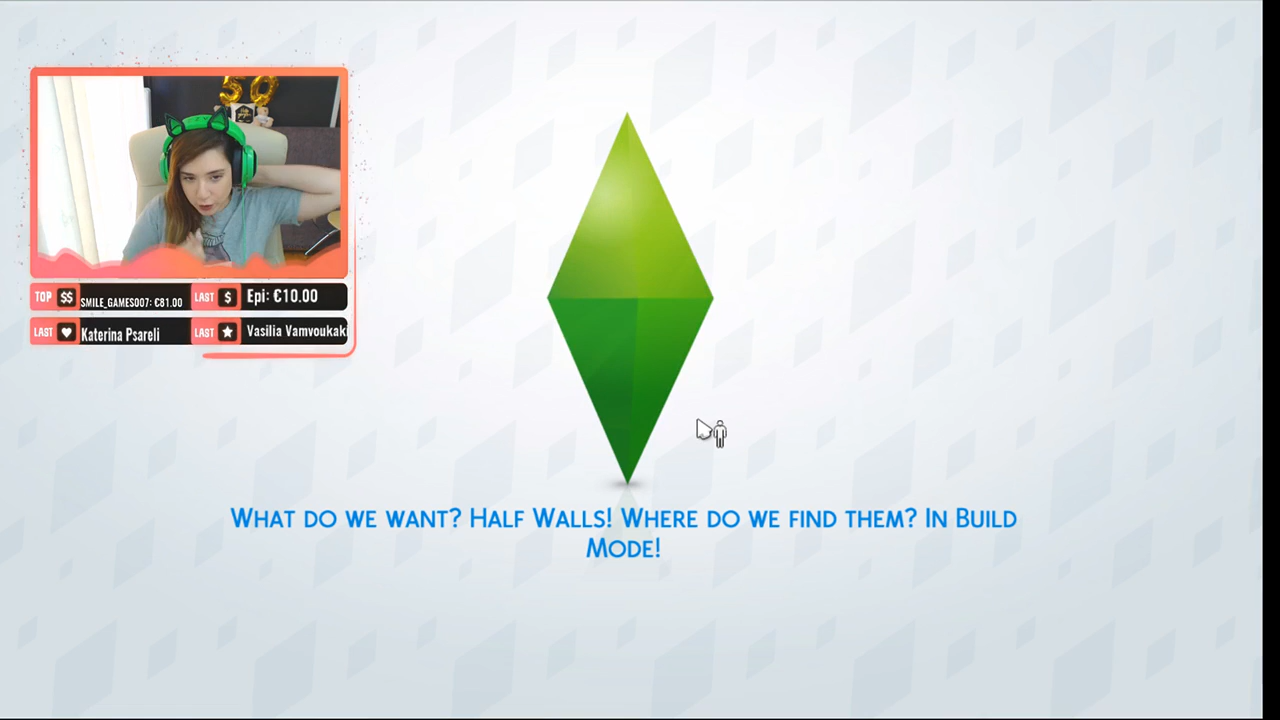 50
TOP $$ SMILE_GAMES007: €81.00 LAST $ Epi: €10.00
LAST Katerina Psareli LAST Vasilia Vamvoukaki
WHAT DO WE WANT? HALF WALLS! WHERE DO WE FIND THEM? IN BUILD
MODE!